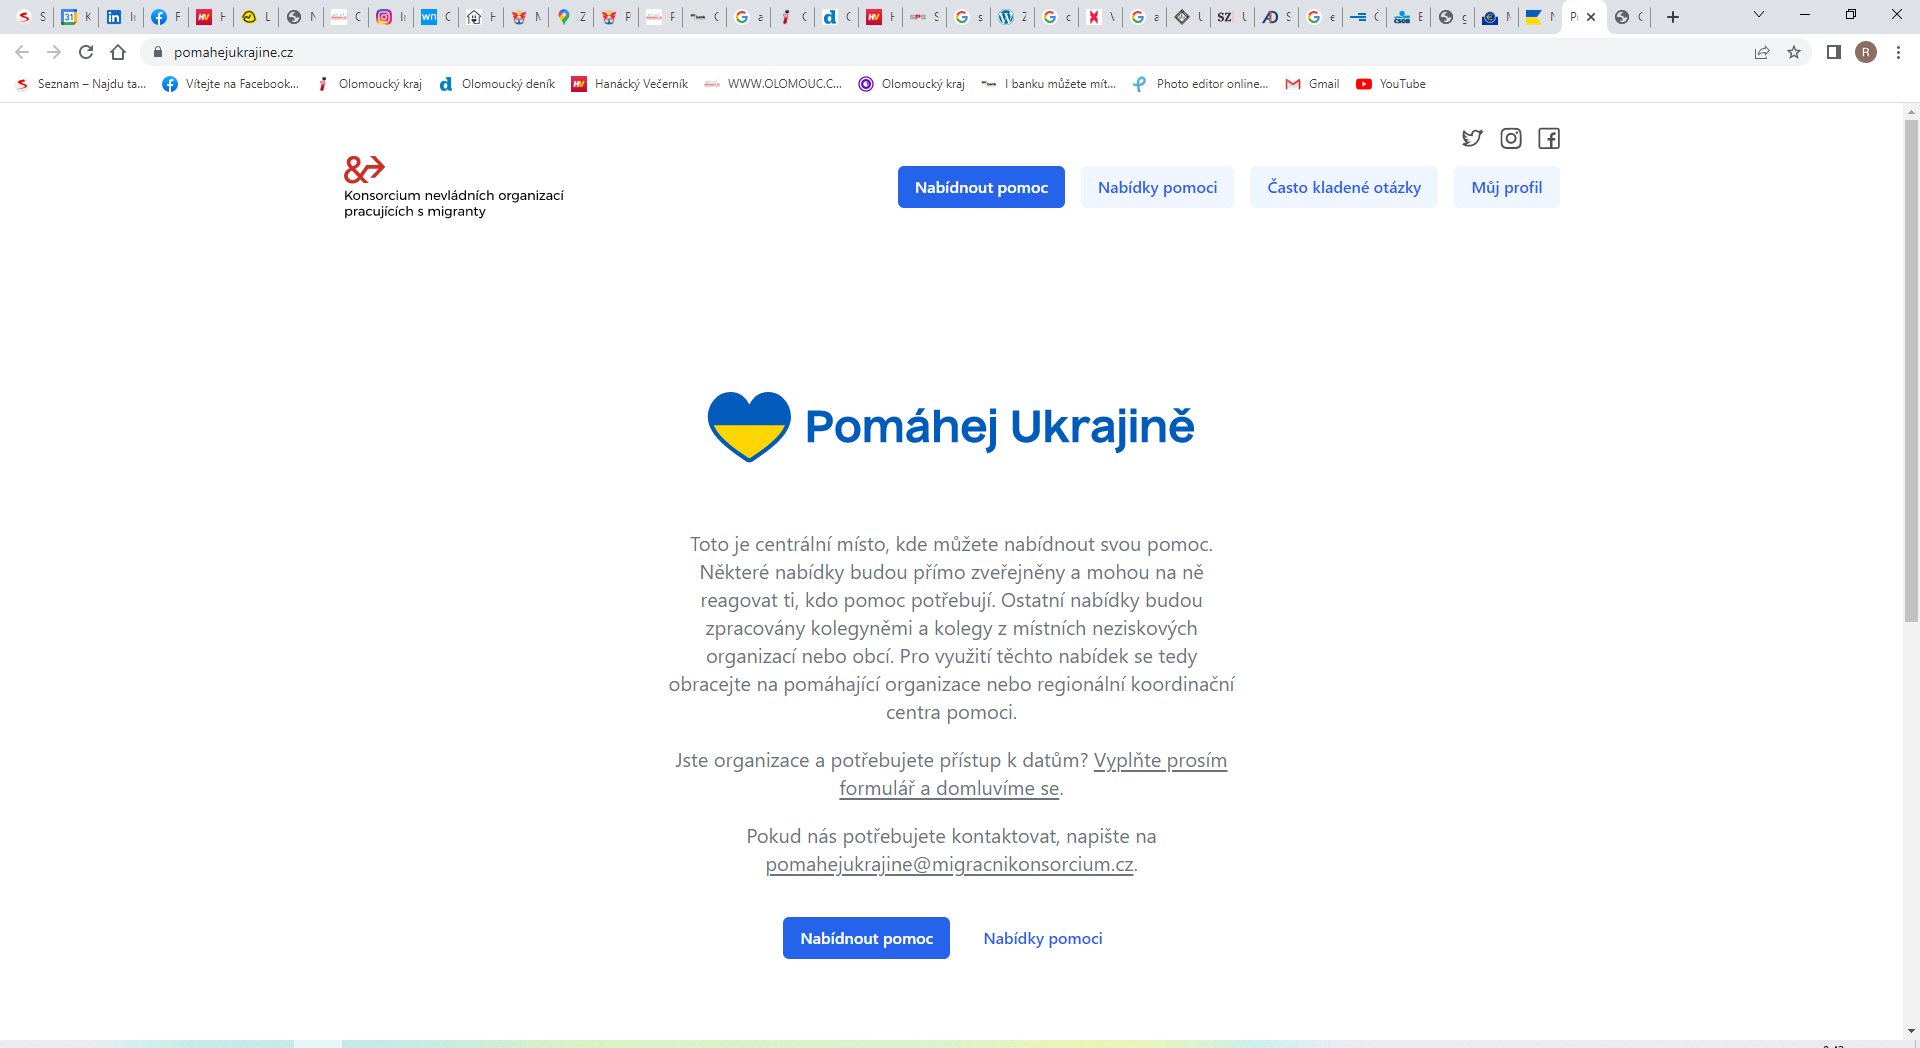 pomahejukrajine.cz
Seznam – Najdu ta...
Vítejte na Facebook...
Olomoucký kraj
Olomoucký deník
Hanácký Večerník
WWW.OLOMOUC.C...
Olomoucký kraj
I banku můžete mít...
Photo editor online...
Gmail
YouTube
Konsorcium nevládních organizací
pracujících s migranty
Nabídnout pomoc
Nabídky pomoci
Často kladené otázky
Můj profil
Pomáhej Ukrajině
Toto je centrální místo, kde můžete nabídnout svou pomoc.
Některé nabídky budou přímo zveřejněny a mohou na ně
reagovat ti, kdo pomoc potřebují. Ostatní nabídky budou
zpracovány kolegyněmi a kolegy z místních neziskových
organizací nebo obcí. Pro využití těchto nabídek se tedy
obracejte na pomáhající organizace nebo regionální koordinační
centra pomoci.
Jste organizace a potřebujete přístup k datům? Vyplňte prosím
formulář a domluvíme se.
Pokud nás potřebujete kontaktovat, napište na
pomahejukrajine@migracnikonsorcium.cz.
Nabídnout pomoc
Nabídky pomoci